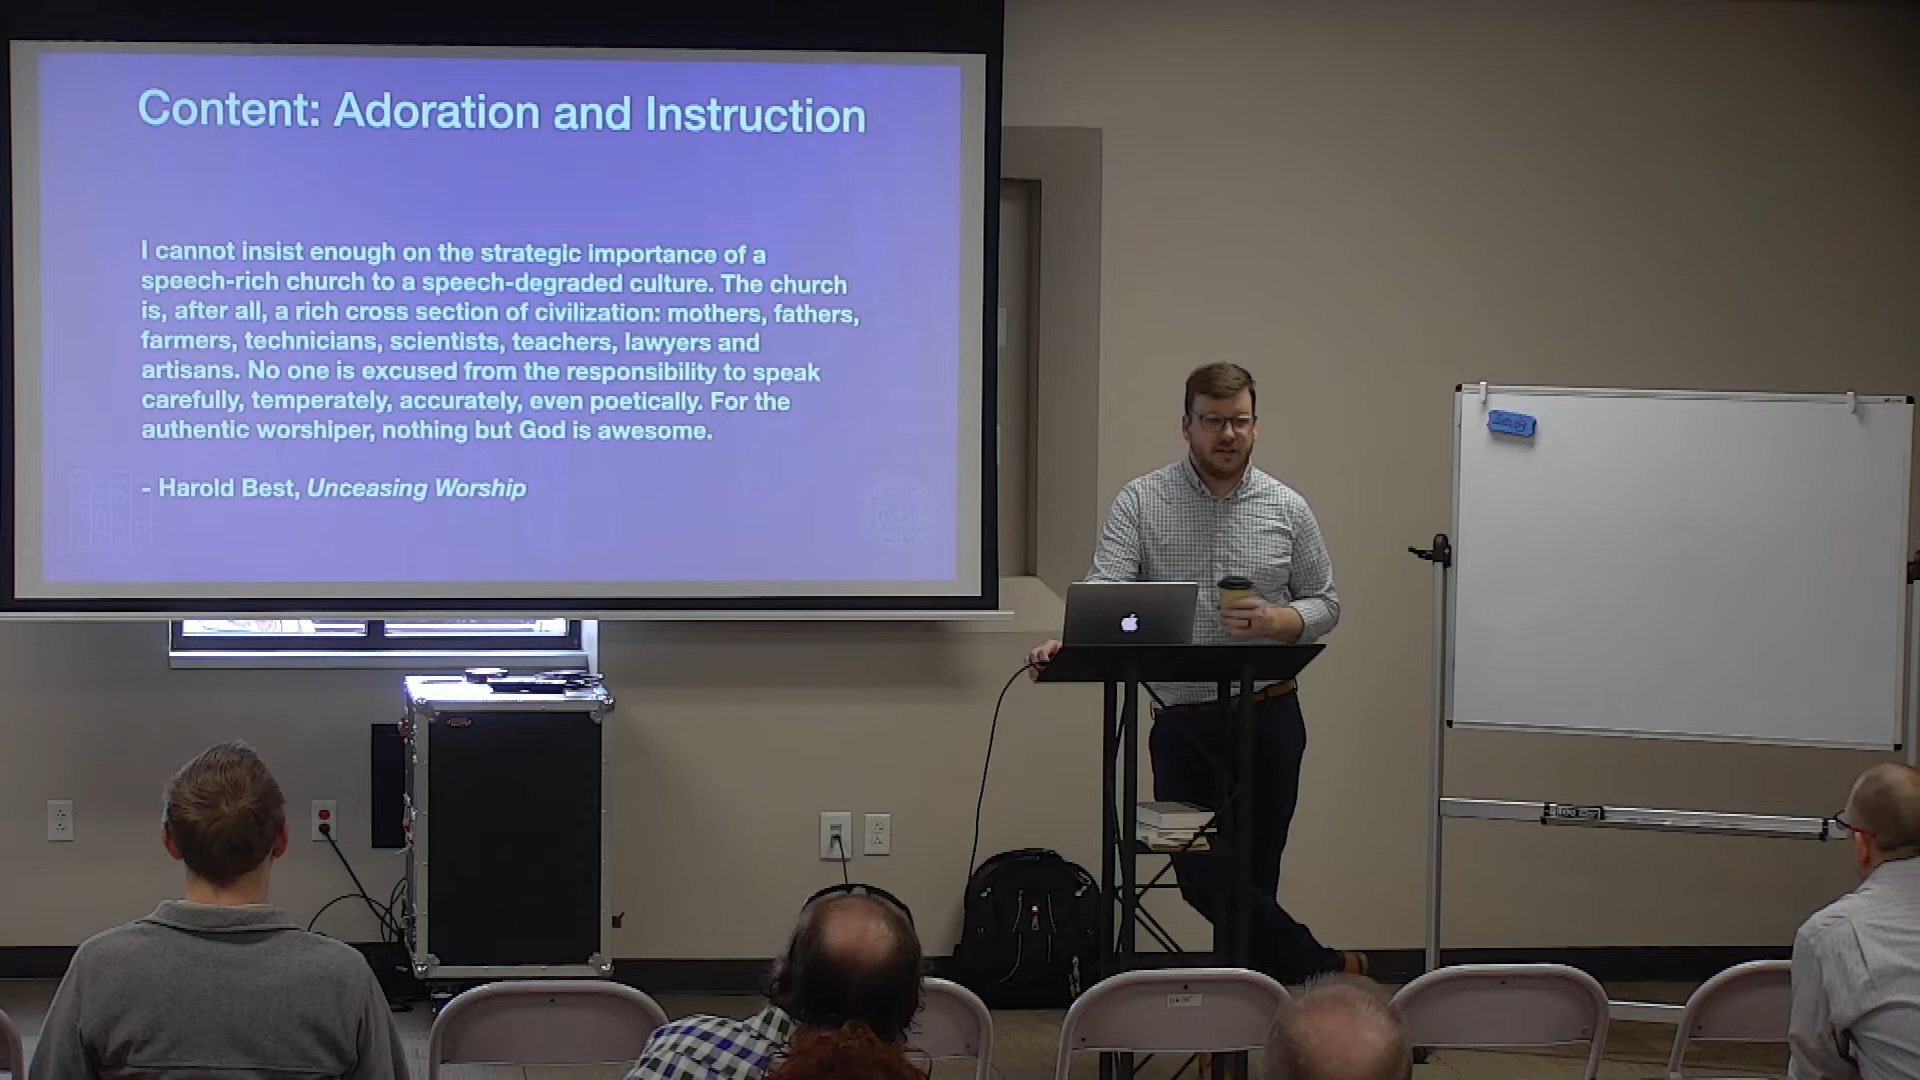 Content: Adoration and Instruction
I cannot insist enough on the strategic importance of a
speech-rich church to a speech-degraded culture. The church
is, after all, a rich cross section of civilization: mothers, fathers,
farmers, technicians, scientists, teachers, lawyers and
artisans. No one is excused from the responsibility to speak
carefully, temperately, accurately, even poetically. For the
authentic worshiper, nothing but God is awesome.
- Harold Best, Unceasing Worship